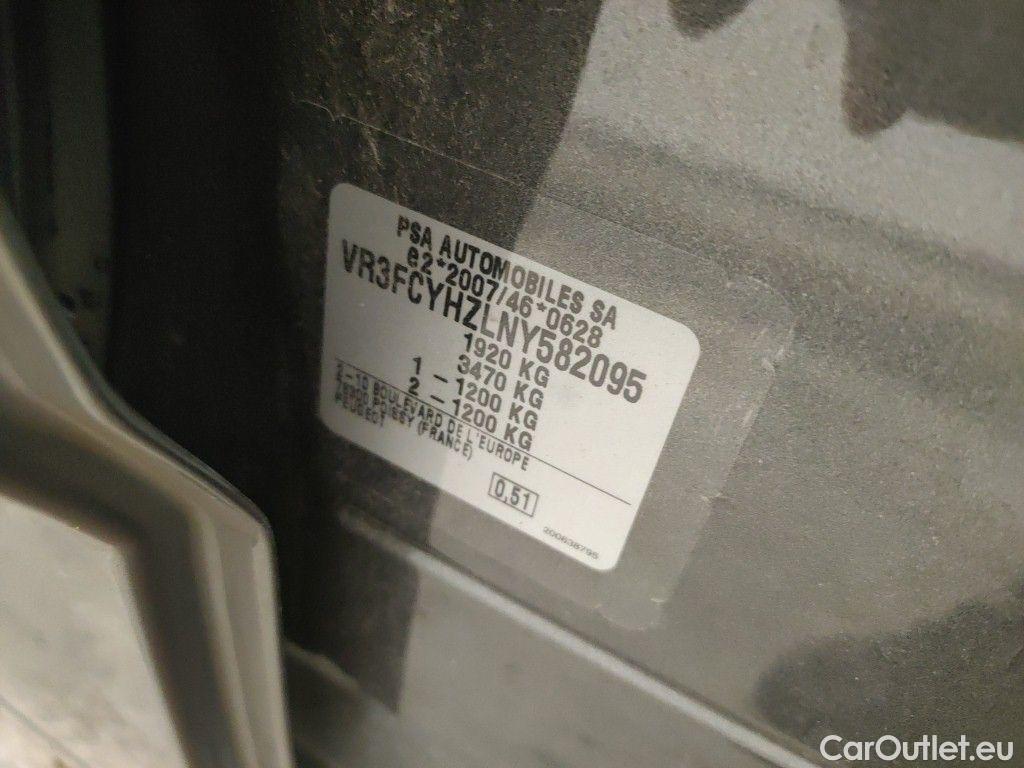 PSA AUTOMOBILES SA
e2*2007/46*0628
VR3FCYHZLNY582095
1920 KG
3470 KG
1 – 1200 KG
2 – 1200 KG
2–10 BOULEVARD DE L'EUROPE
78300 POISSY (FRANCE)
PEUGEOT
0,51
200638795
CarOutlet.eu